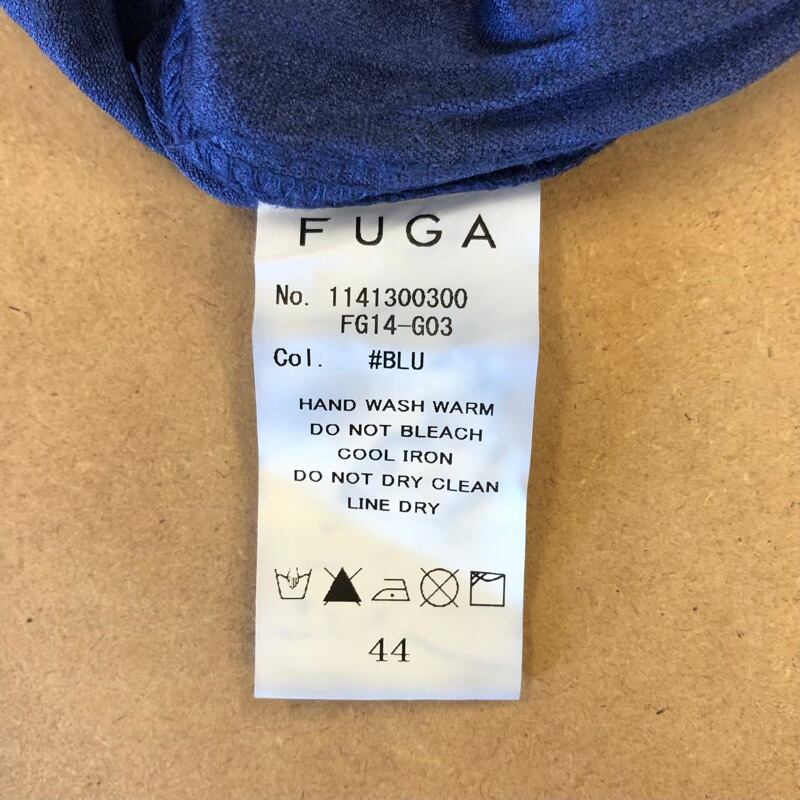 FUGA
No. 1141300300
FG14-G03
Col. #BLU
HAND WASH WARM
DO NOT BLEACH
COOL IRON
DO NOT DRY CLEAN
LINE DRY
44